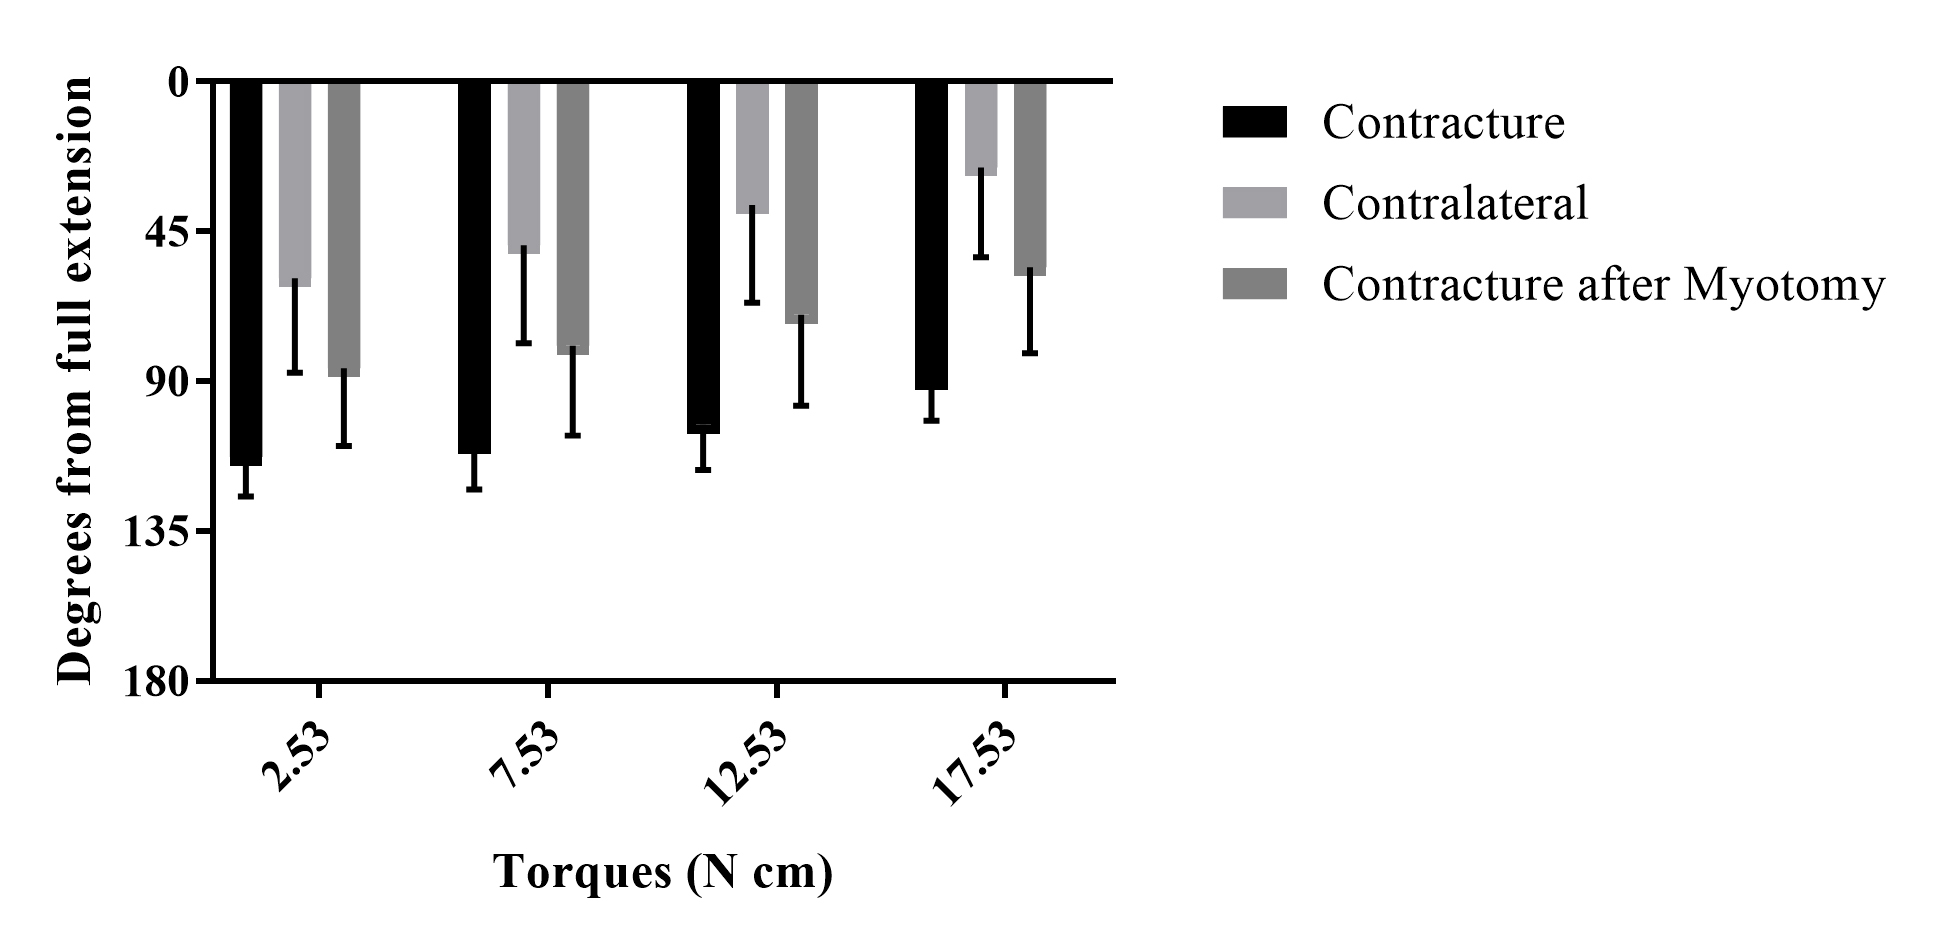 Degrees from full extension
0
45
90
135
180
2.53
7.53
12.53
17.53
Torques (N cm)
Contracture
Contralateral
Contracture after Myotomy